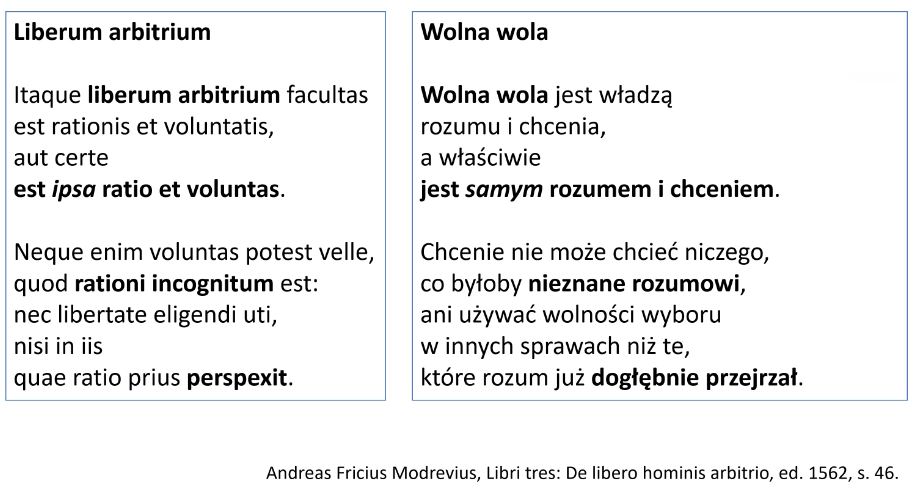 Liberum arbitrium
Itaque liberum arbitrium facultas
est rationis et voluntatis,
aut certe
est ipsa ratio et voluntas.
Neque enim voluntas potest velle,
quod rationi incognitum est:
nec libertate eligendi uti,
nisi in iis
quae ratio prius perspexit.
Wolna wola
Wolna wola jest władzą
rozumu i chcenia,
a właściwie
jest samym rozumem i chceniem.
Chcenie nie może chcieć niczego,
co byłoby nieznane rozumowi,
ani używać wolności wyboru
w innych sprawach niż te,
które rozum już dogłębnie przejrzał.
Andreas Fricius Modrevius, Libri tres: De libero hominis arbitrio, ed. 1562, s. 46.